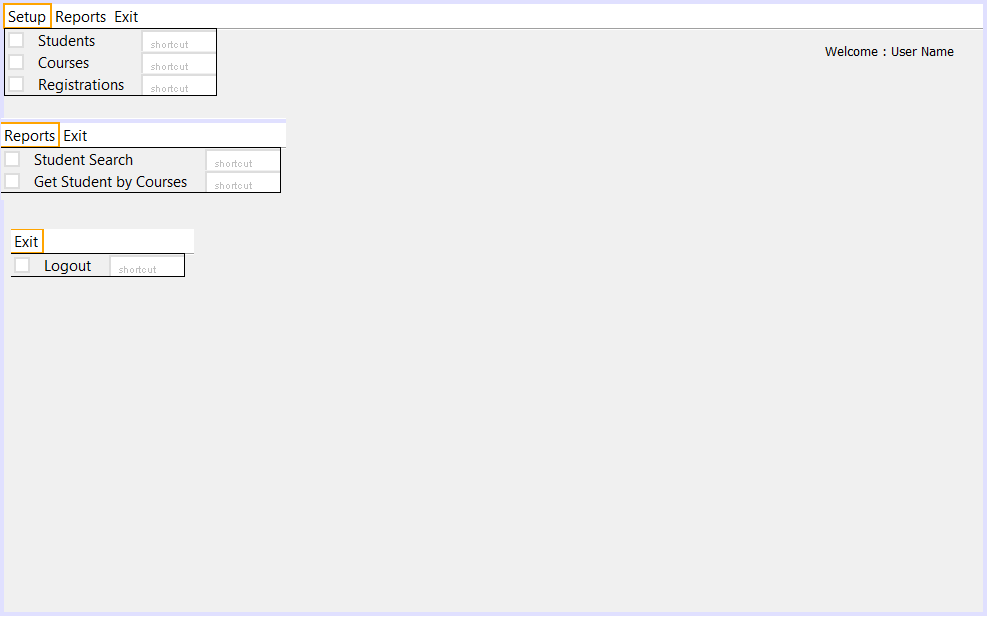 Setup Reports Exit
Students shortcut
Welcome : User Name
Courses shortcut
Registrations shortcut
Reports Exit
Student Search shortcut
Get Student by Courses shortcut
Exit
Logout shortcut